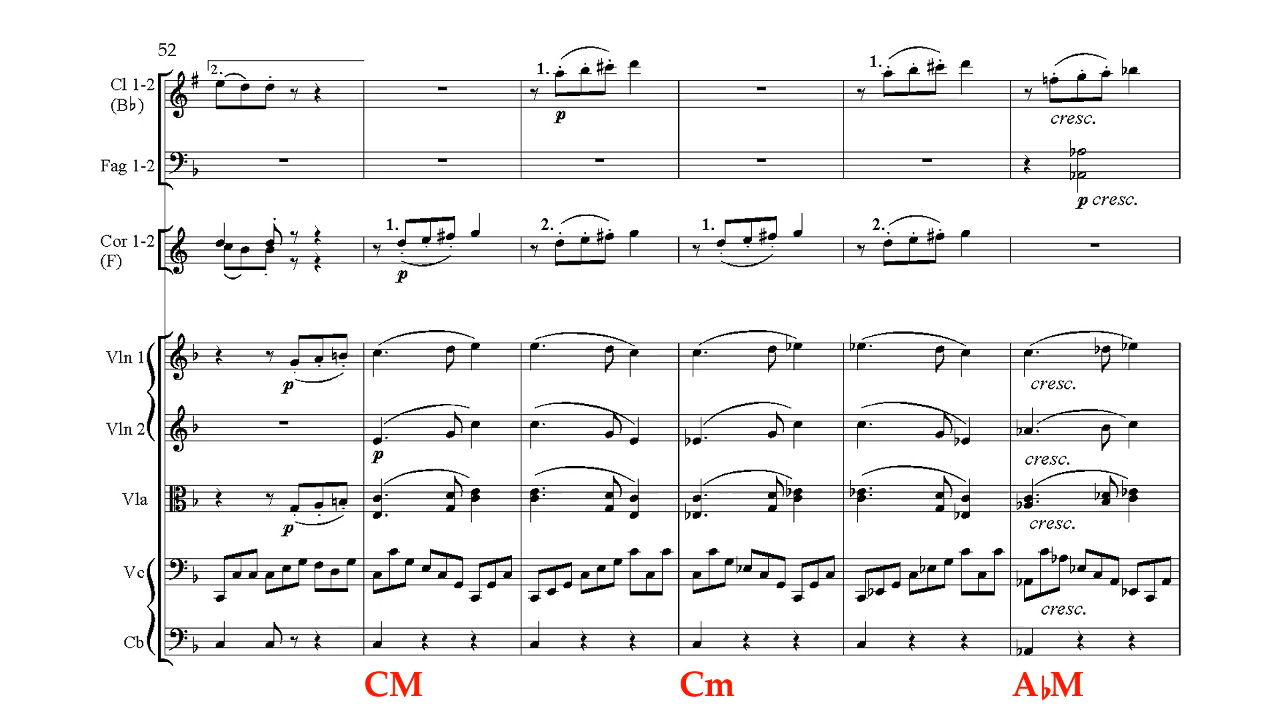 52
2.
Cl 1-2
(B♭)
1.
p
1.
cresc.
Fag 1-2
p cresc.
Cor 1-2
(F)
1.
p
2.
1.
2.
Vln 1
p
cresc.
Vln 2
p
cresc.
Vla
p
cresc.
Vc
cresc.
Cb
CM
Cm
A♭M